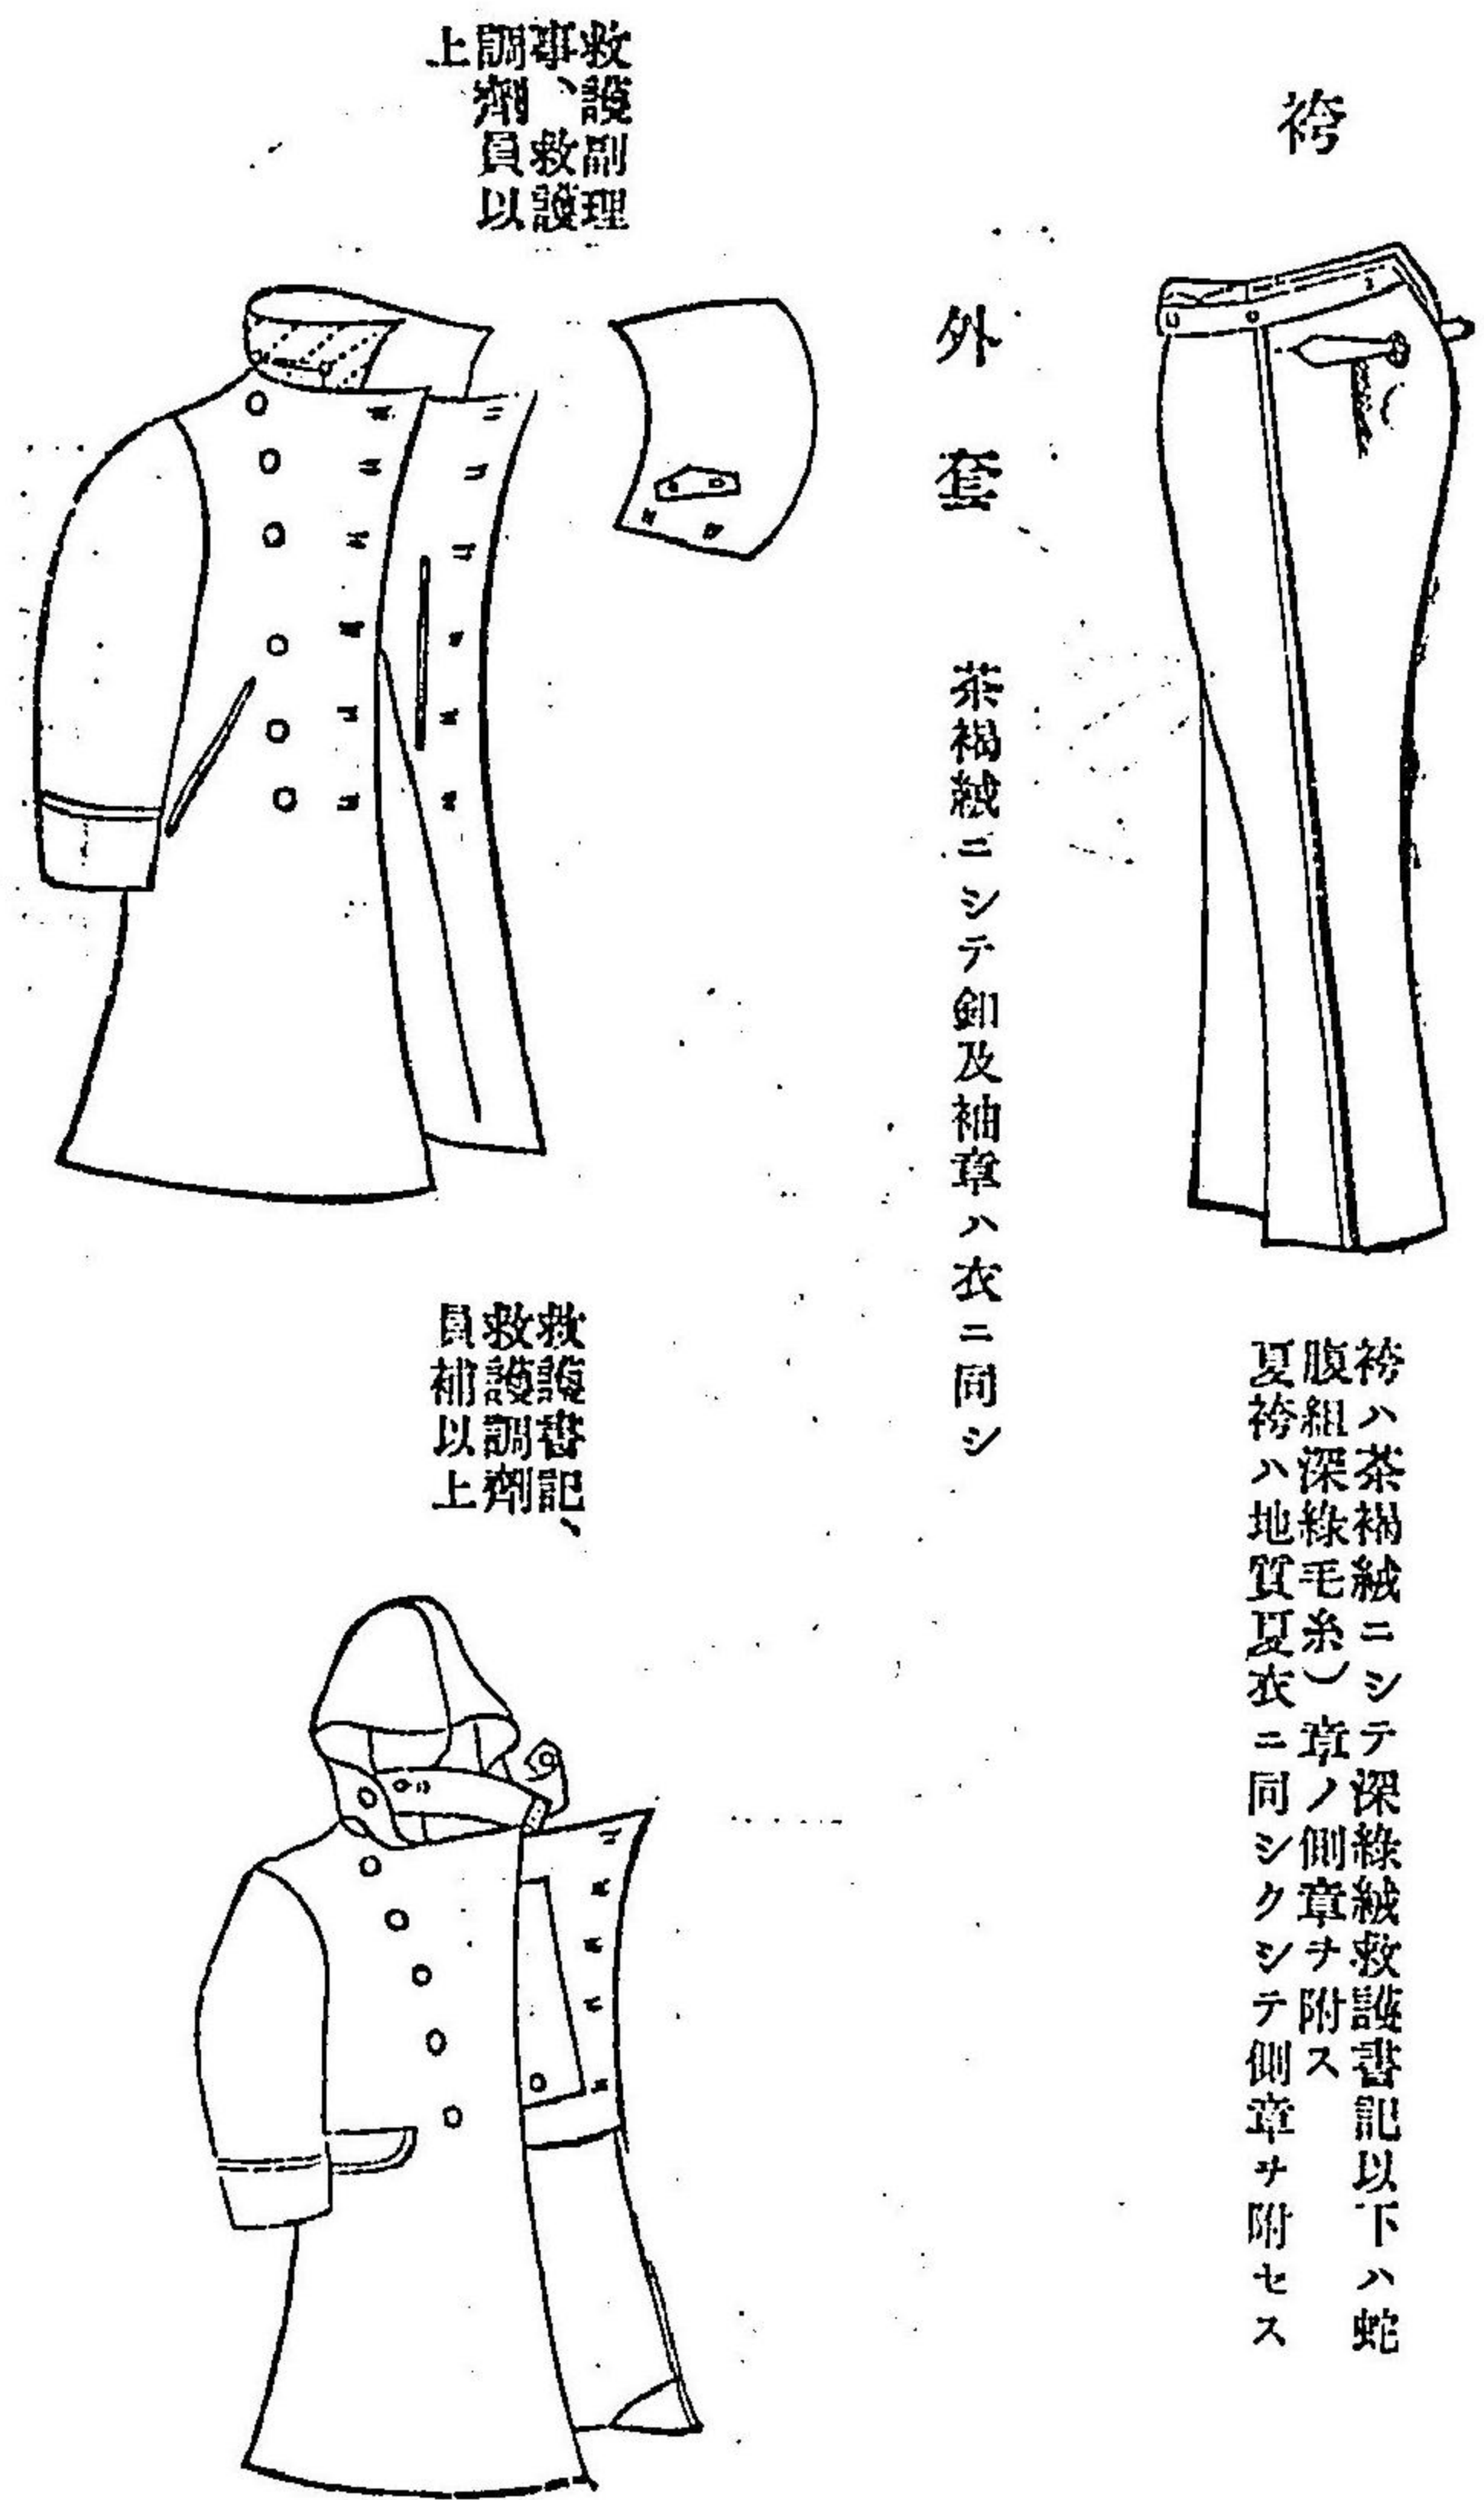 袴
袴ハ茶褐絨ニシテ深綠絨救護書記以下ハ蛇
腹組深綠毛糸)章ノ側章ヲ附ス
夏袴ハ地質夏衣ニ同シクシテ側章ヲ附セス
外套
茶褐絨ニシテ釦及袖章ハ衣ニ同シ
救護副理
事、救護
調劑員以
上
救護書記、
救護調劑
員補以上